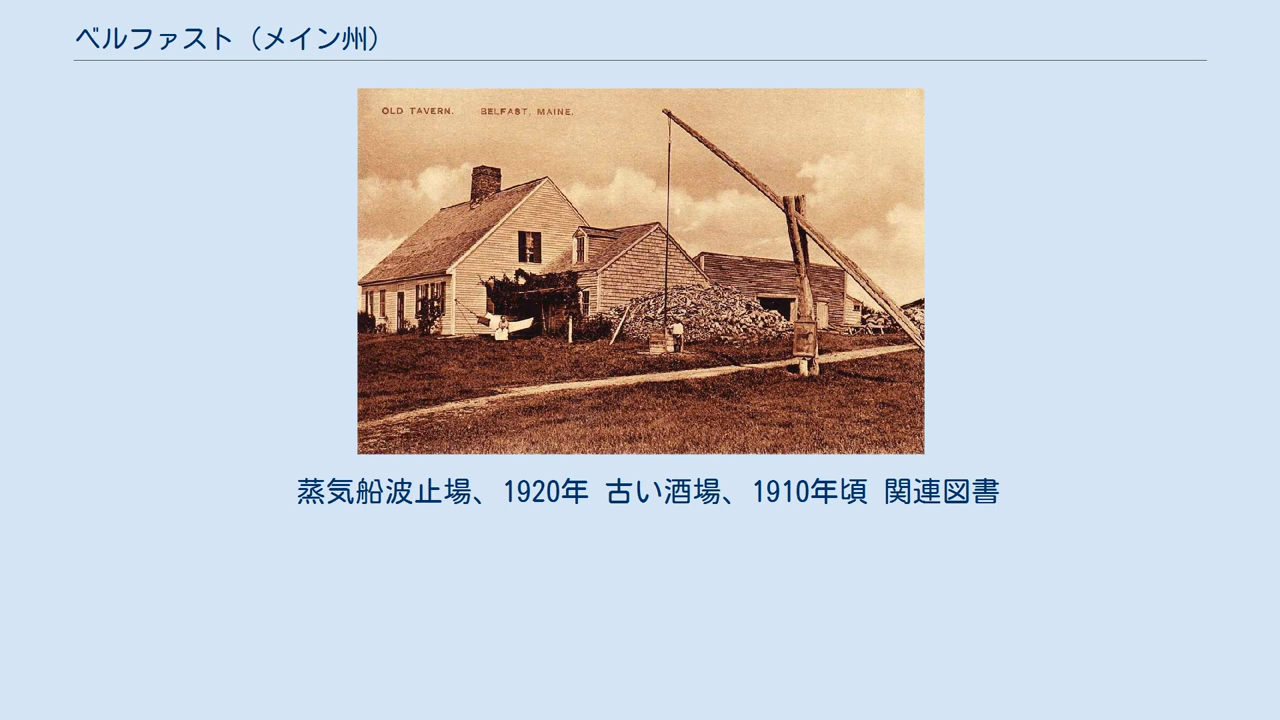 ベルファスト（メイン州）
OLD TAVERN. BELFAST, MAINE.
蒸気船波止場、1920年 古い酒場、1910年頃 関連図書